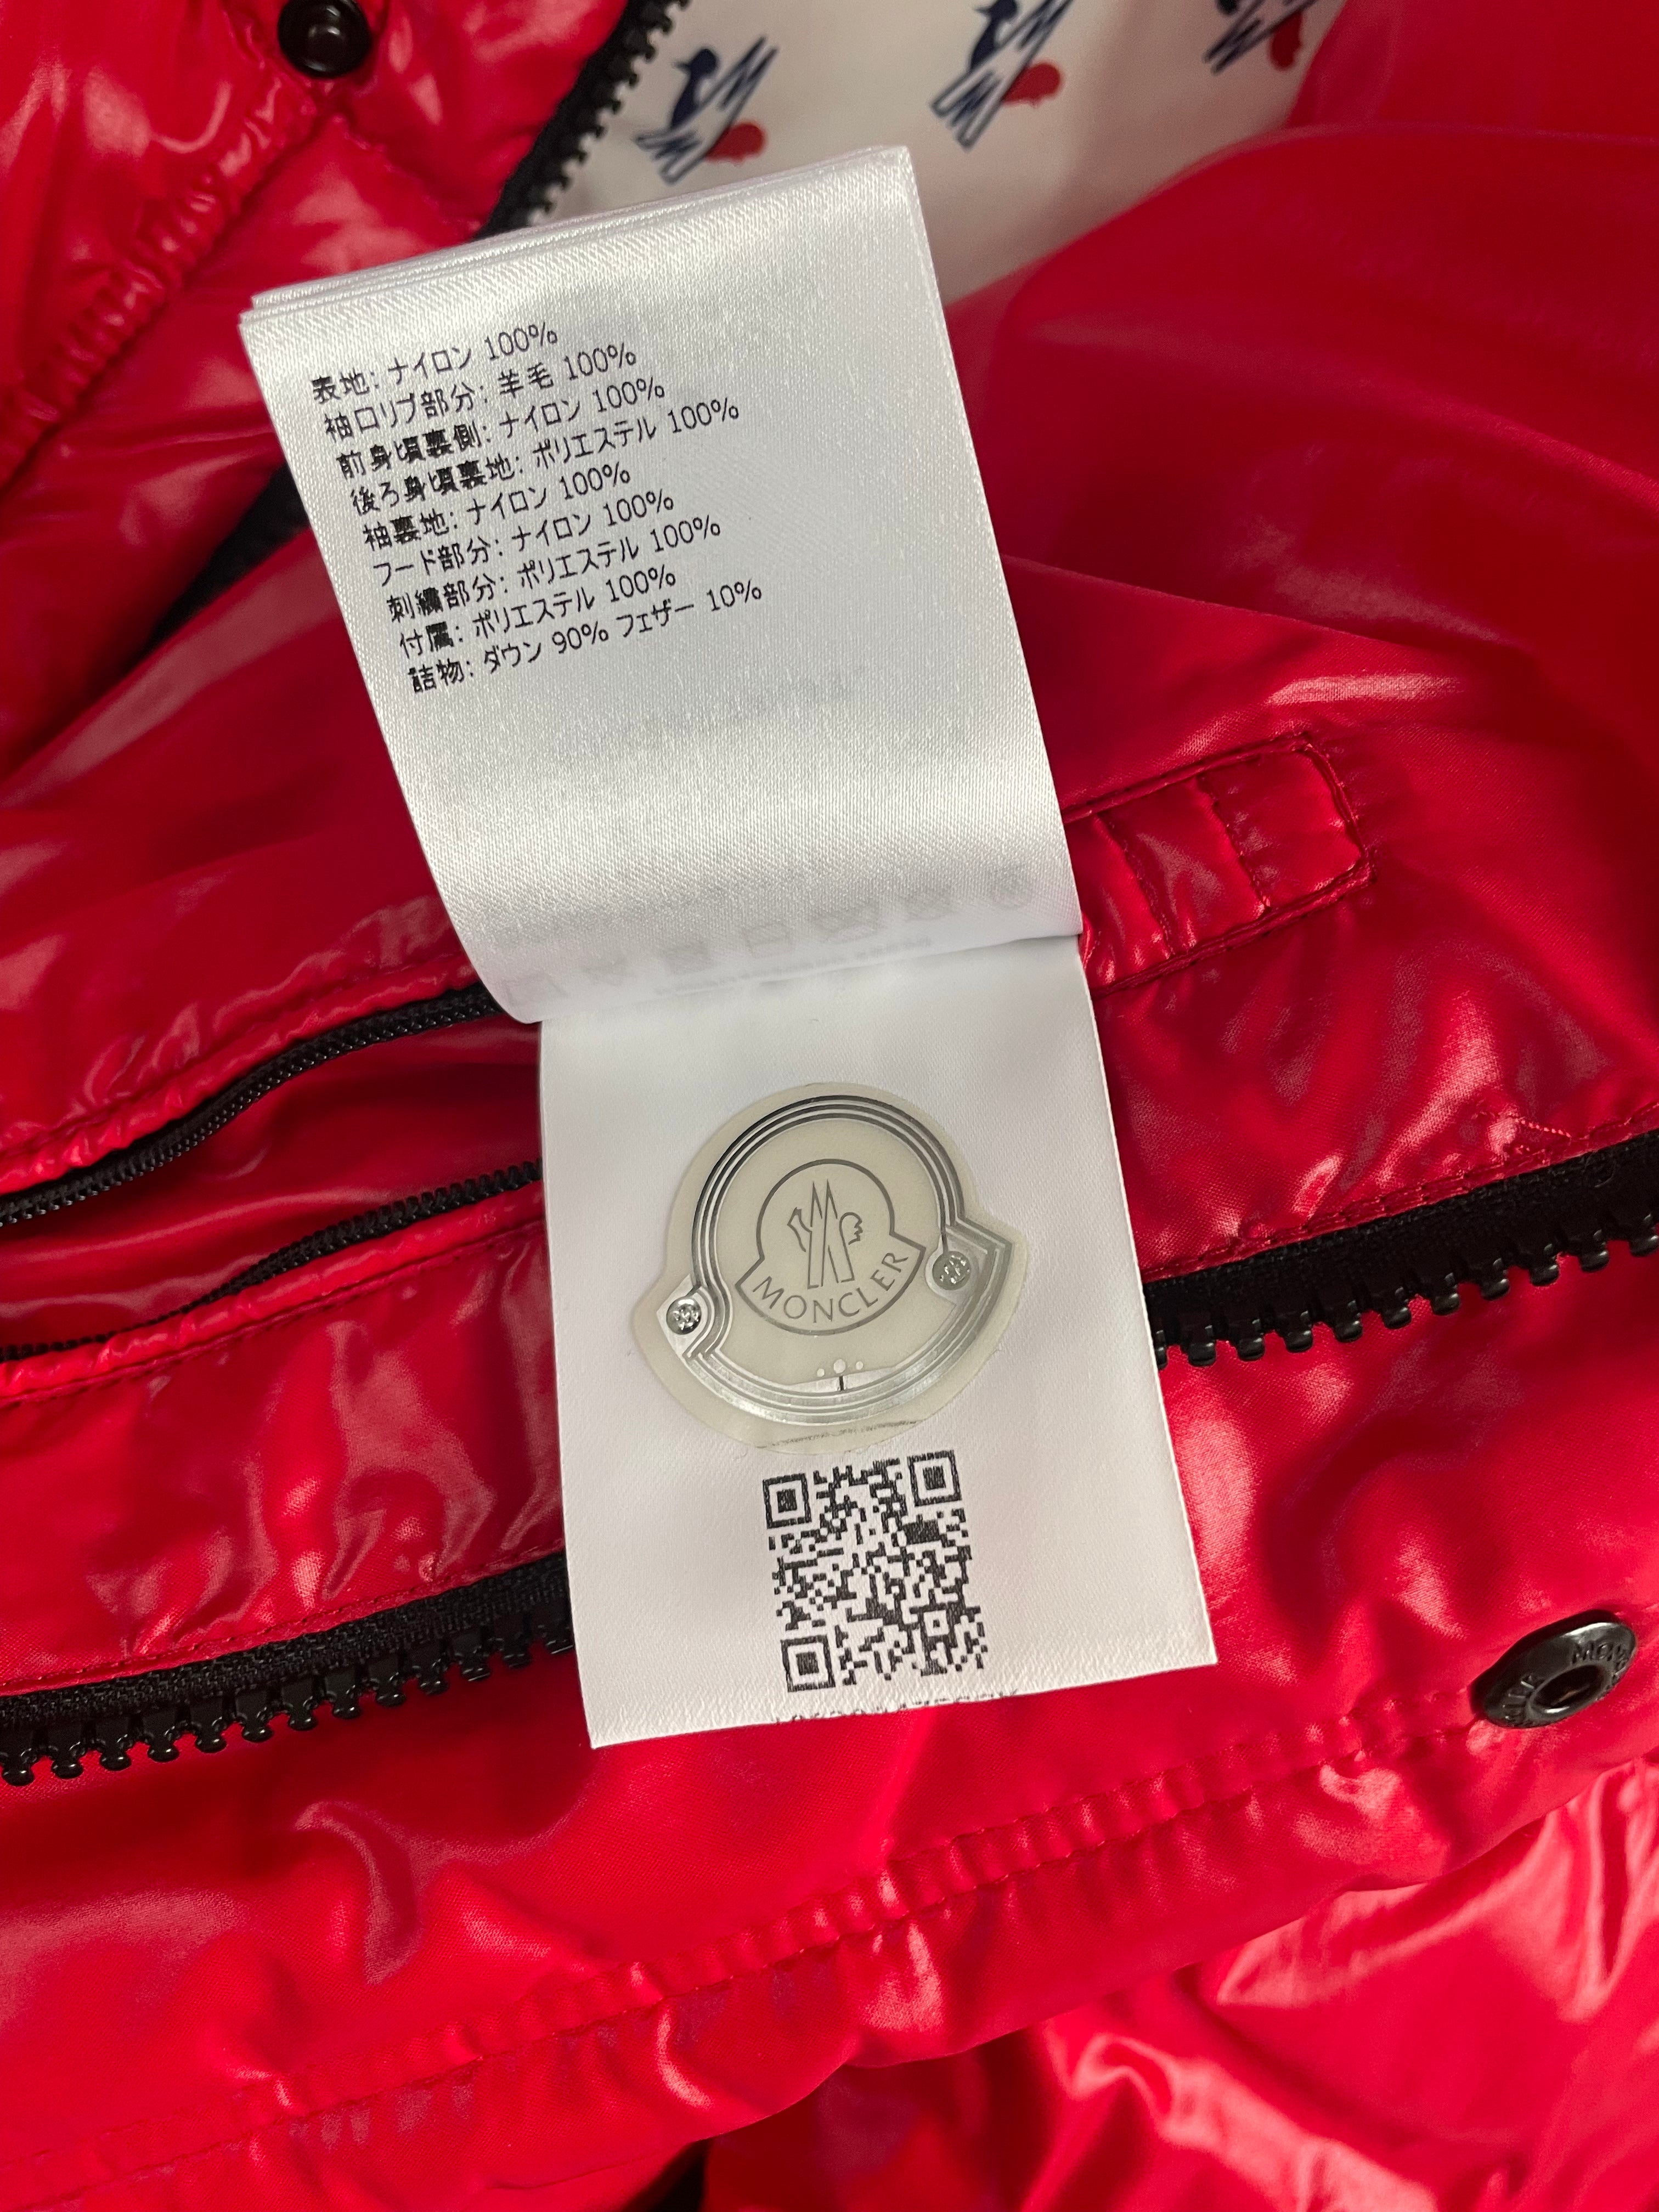 表地: ナイロン 100%
袖口リブ部分: 羊毛 100%
前身頃裏側: ナイロン 100%
後ろ身頃裏地: ポリエステル 100%
袖裏地: ナイロン 100%
フード部分: ナイロン 100%
刺繍部分: ポリエステル 100%
付属: ポリエステル 100%
詰物: ダウン 90% フェザー 10%
MONCLER